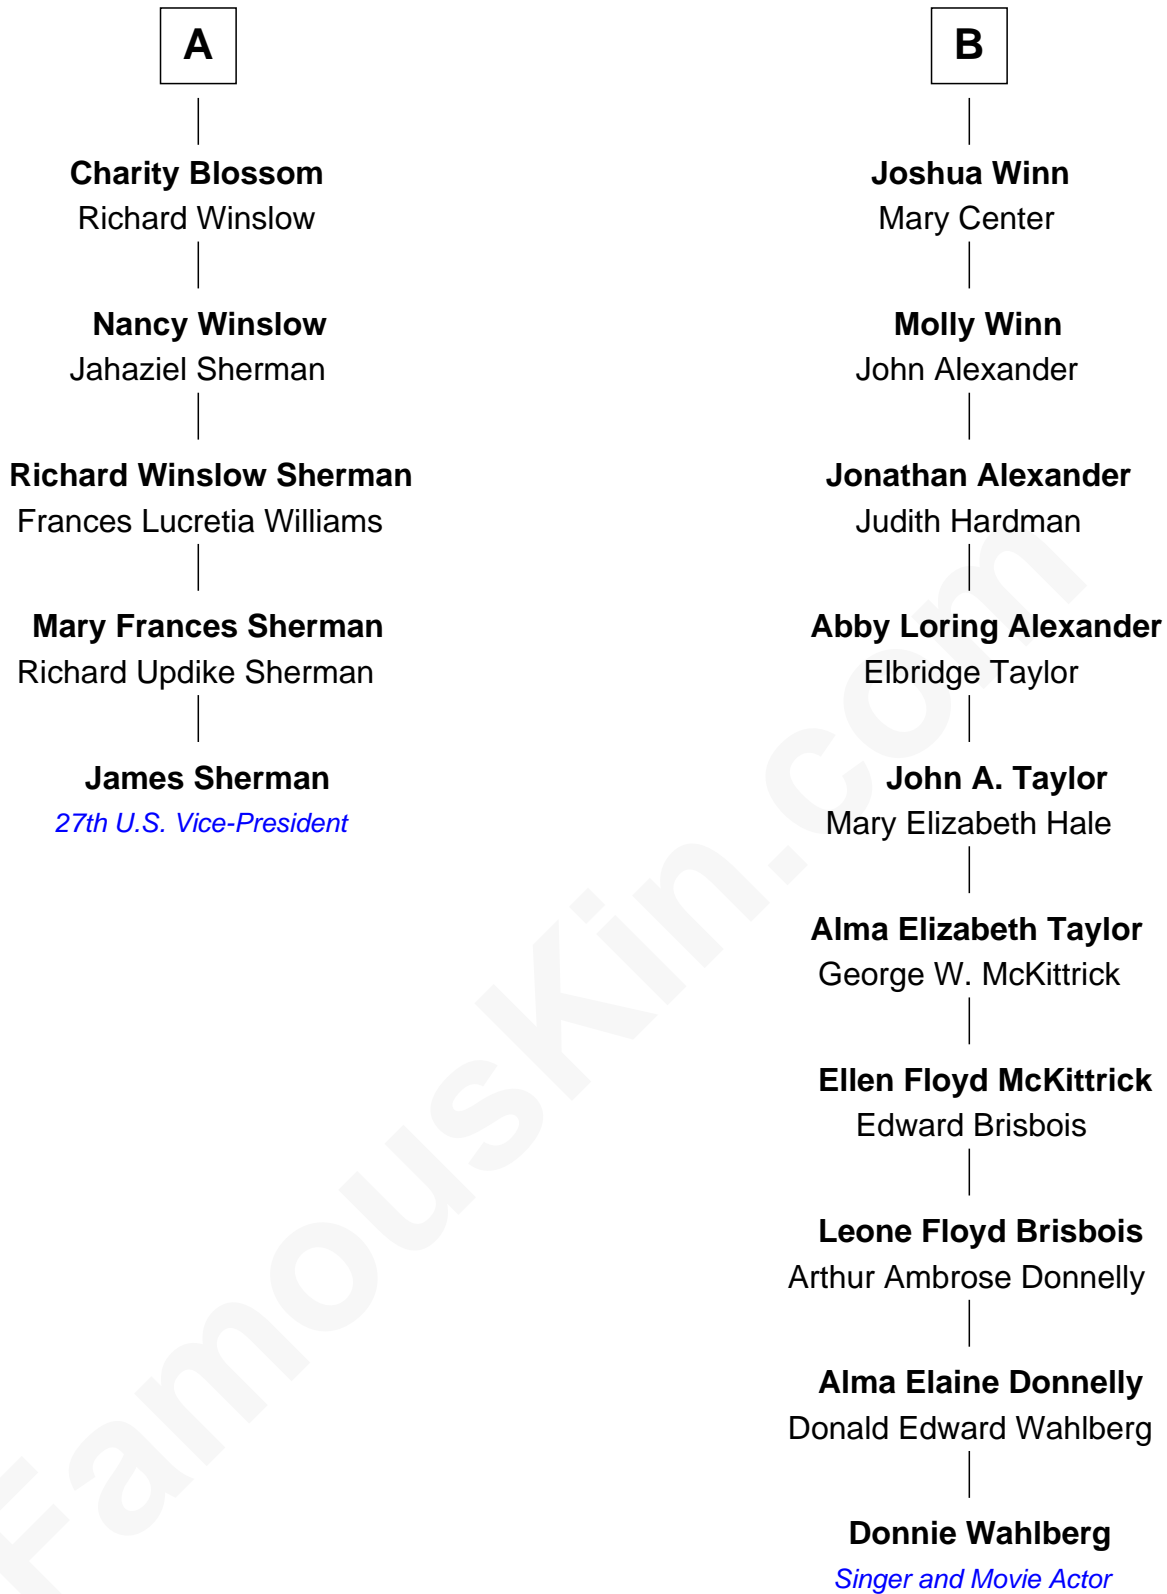 A
Charity Blossom
Richard Winslow
Nancy Winslow
Jahaziel Sherman
Richard Winslow Sherman
Frances Lucretia Williams
Mary Frances Sherman
Richard Updike Sherman
James Sherman
27th U.S. Vice-President
B
Joshua Winn
Mary Center
Molly Winn
John Alexander
Jonathan Alexander
Judith Hardman
Abby Loring Alexander
Elbridge Taylor
John A. Taylor
Mary Elizabeth Hale
Alma Elizabeth Taylor
George W. McKittrick
Ellen Floyd McKittrick
Edward Brisbois
Leone Floyd Brisbois
Arthur Ambrose Donnelly
Alma Elaine Donnelly
Donald Edward Wahlberg
Donnie Wahlberg
Singer and Movie Actor
FamousKin.com